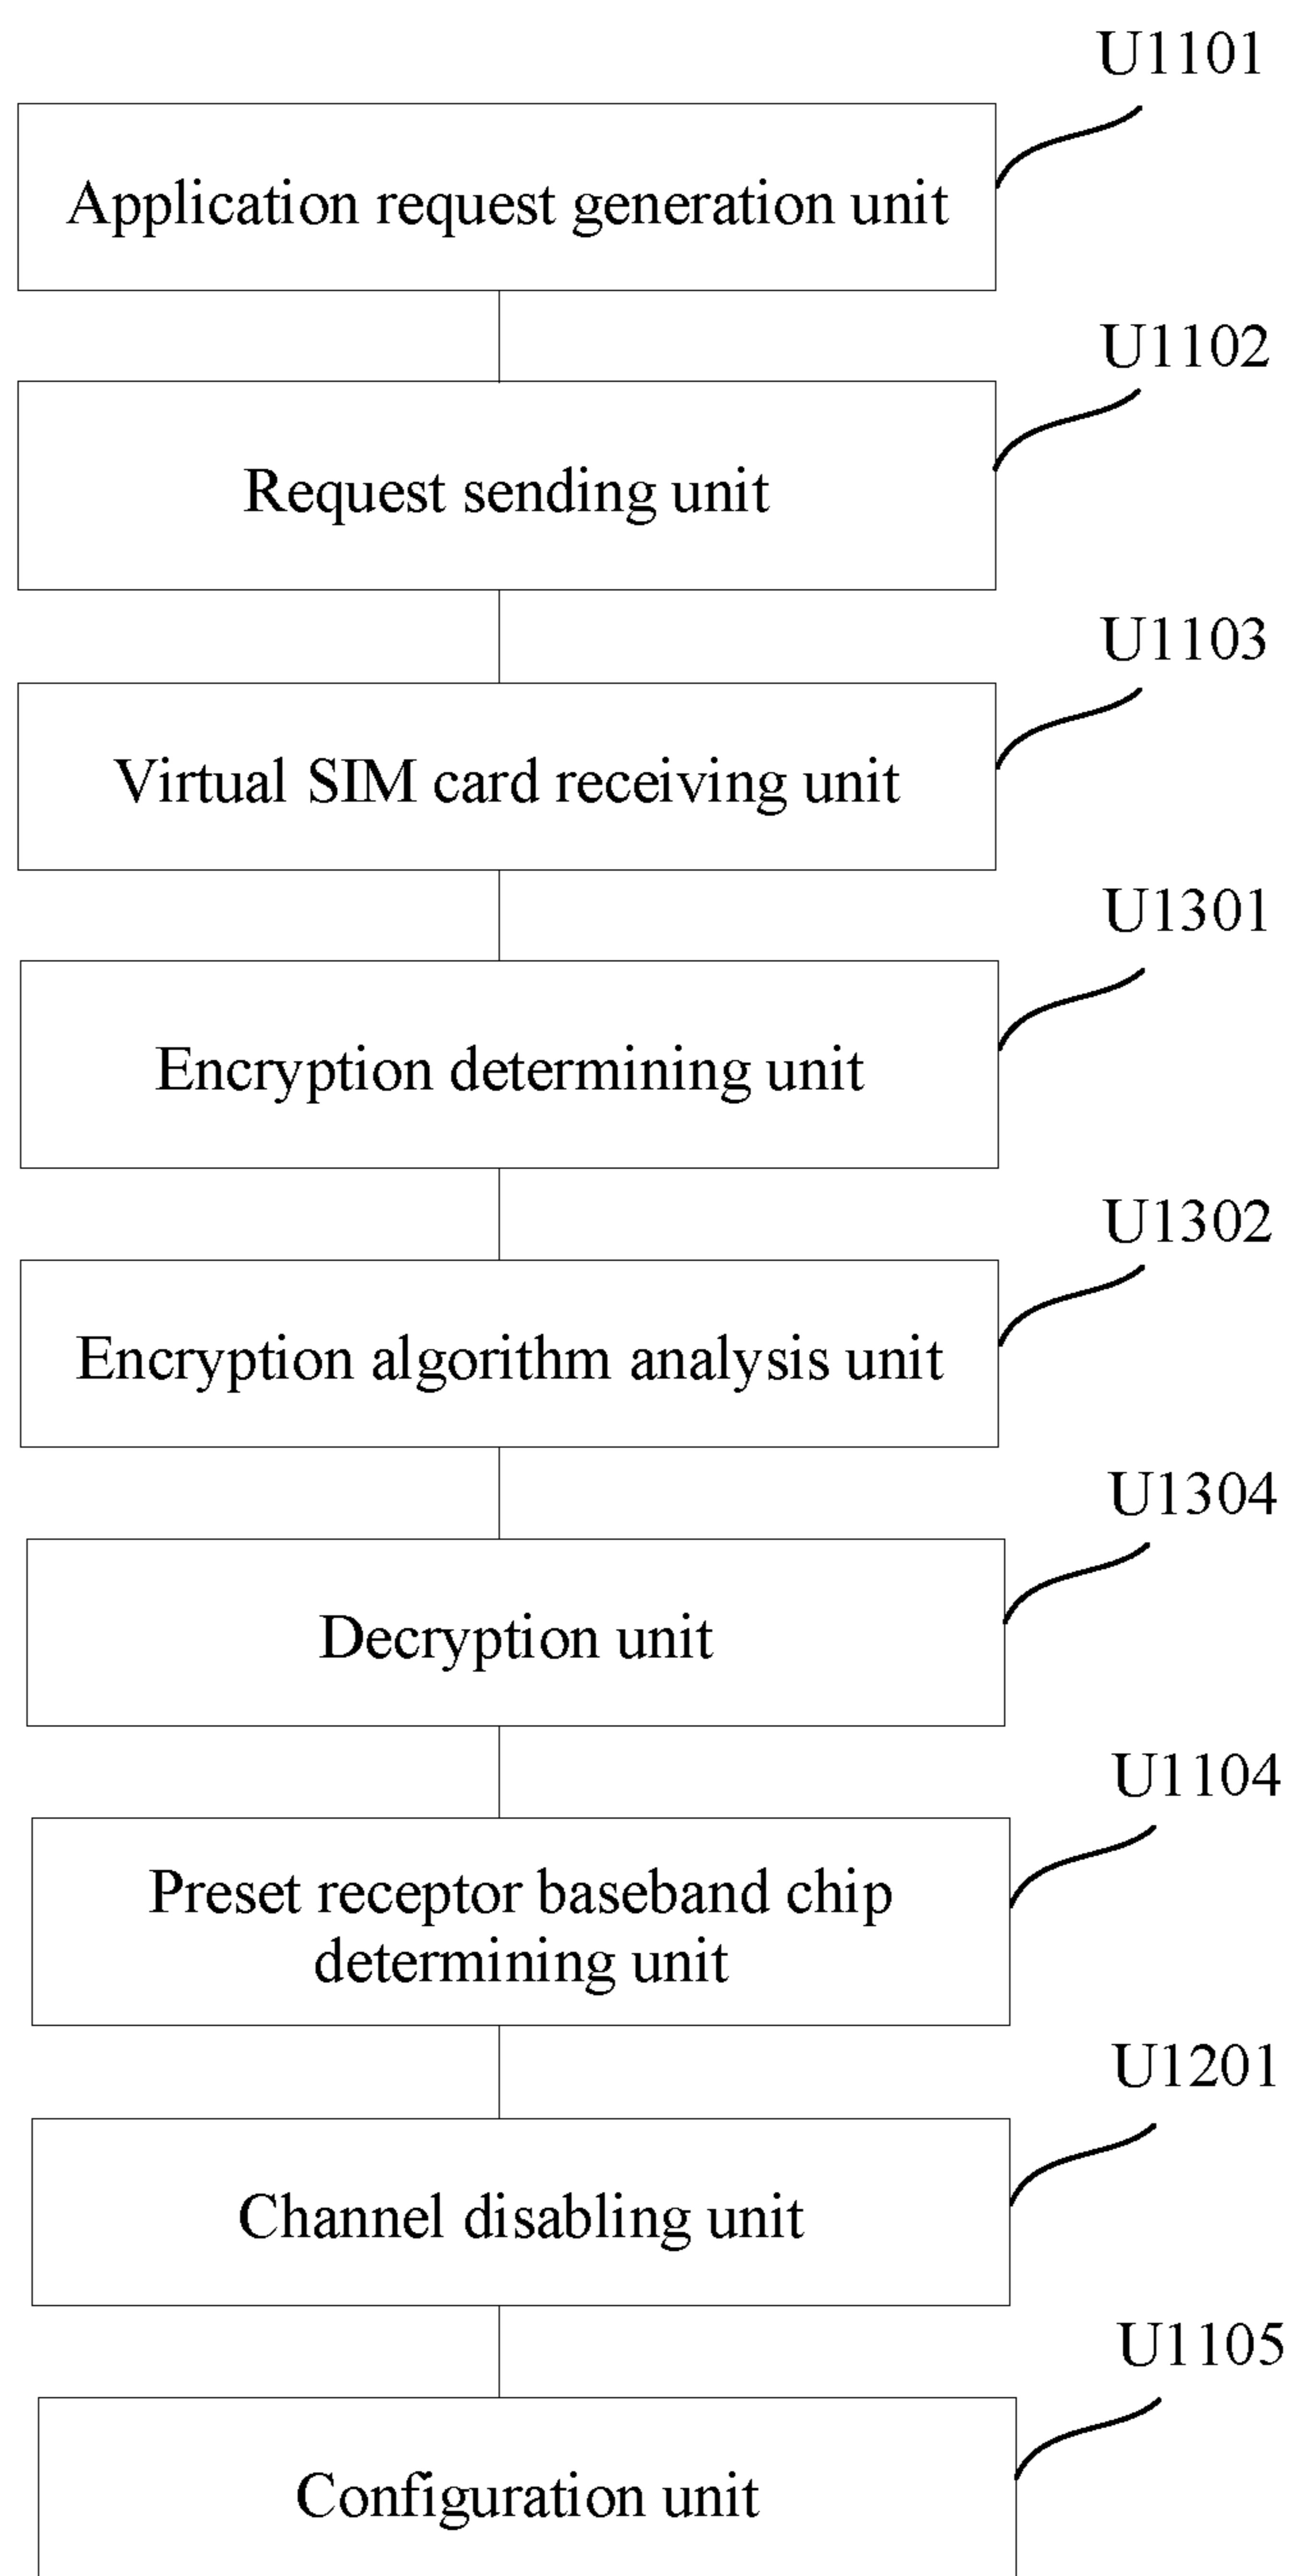 U1101
Application request generation unit
U1102
Request sending unit
U1103
Virtual SIM card receiving unit
U1301
Encryption determining unit
U1302
Encryption algorithm analysis unit
U1304
Decryption unit
U1104
Preset receptor baseband chip
determining unit
U1201
Channel disabling unit
U1105
Configuration unit